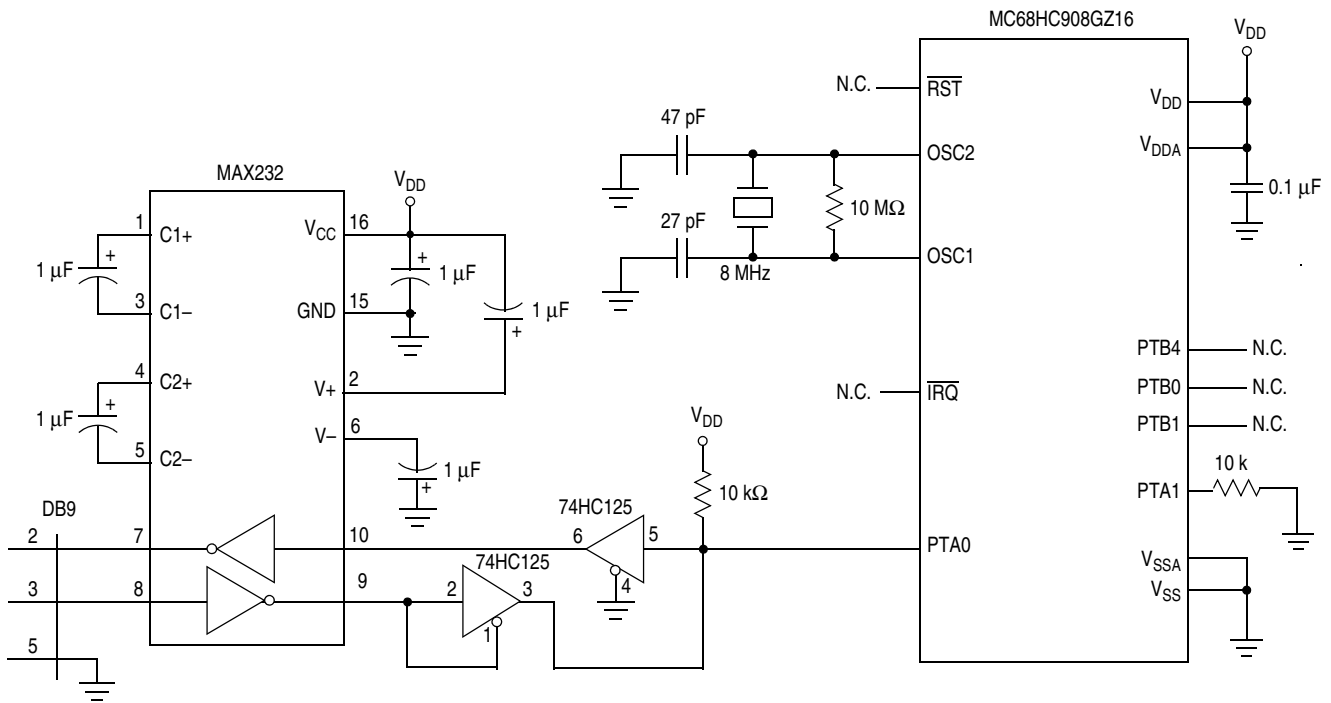 MC68HC908GZ16
VDD
N.C.
RST
VDD
47 pF
OSC2
VDDA
MAX232
VDD
10 MΩ
0.1 µF
1
C1+
VCC
16
27 pF
+
+
OSC1
1 µF
1 µF
8 MHz
3
C1–
GND
15
1 µF
+
4
C2+
V+
2
N.C.
IRQ
PTB4
N.C.
PTB0
N.C.
+
1 µF
VDD
PTB1
N.C.
V–
6
5
C2–
1 µF
+
10 k
10 kΩ
PTA1
DB9
74HC125
2
7
10
6
5
PTA0
74HC125
4
VSSA
3
8
9
2
3
VSS
1
5